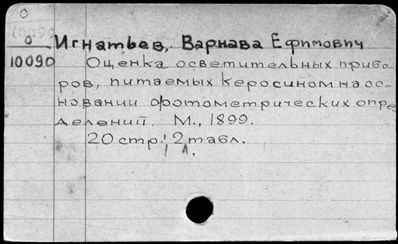 О
Игнатьев, Варнава Ефимович
10090 Оценка осветительных прибо-
ров, питаемых керосином на ос-
новании фотометрических опре-
делений. М., 1899.
20 стр., 2 табл.
1 л.